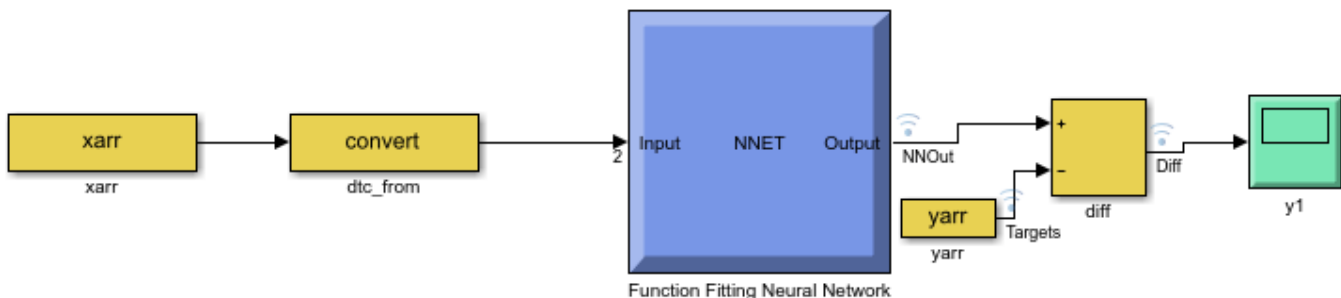 xarr
xarr
convert
dtc_from
2
Input
NNET
Output
Function Fitting Neural Network
NNOut
yarr
yarr
Targets
+
−
diff
Diff
y1